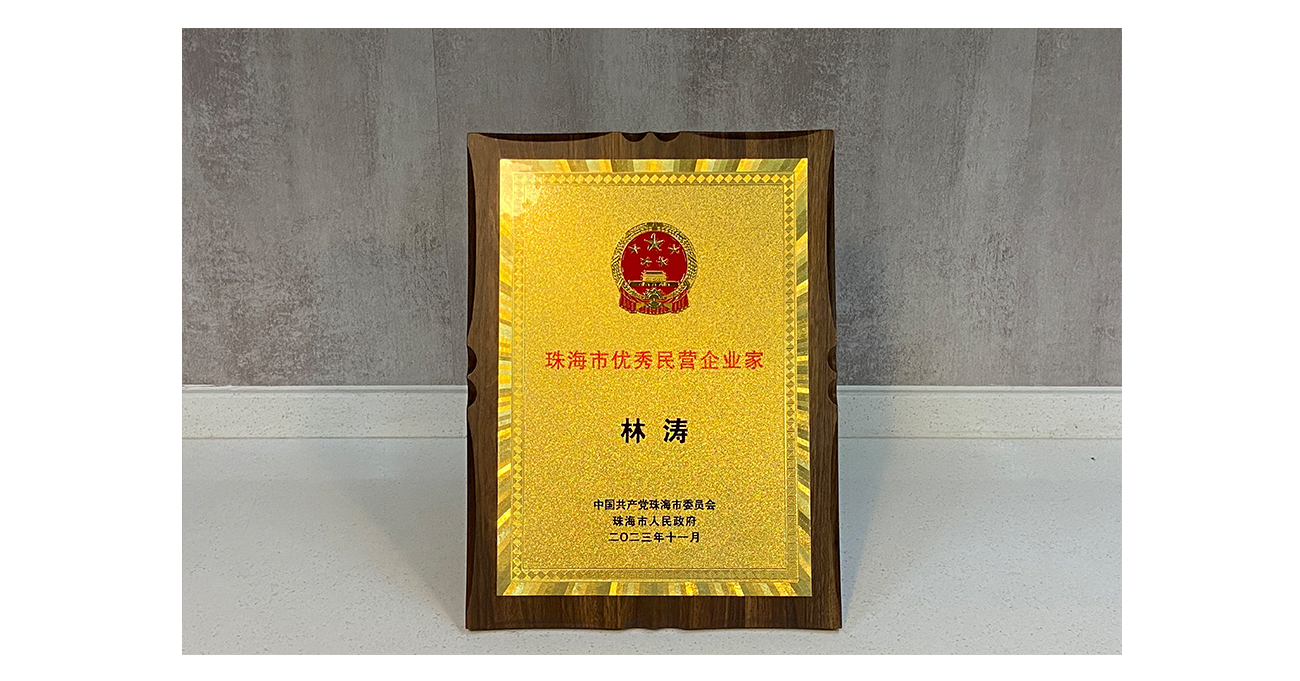 珠海市优秀民营企业家
林涛
中国共产党珠海市委员会
珠海市人民政府
二〇二三年十一月